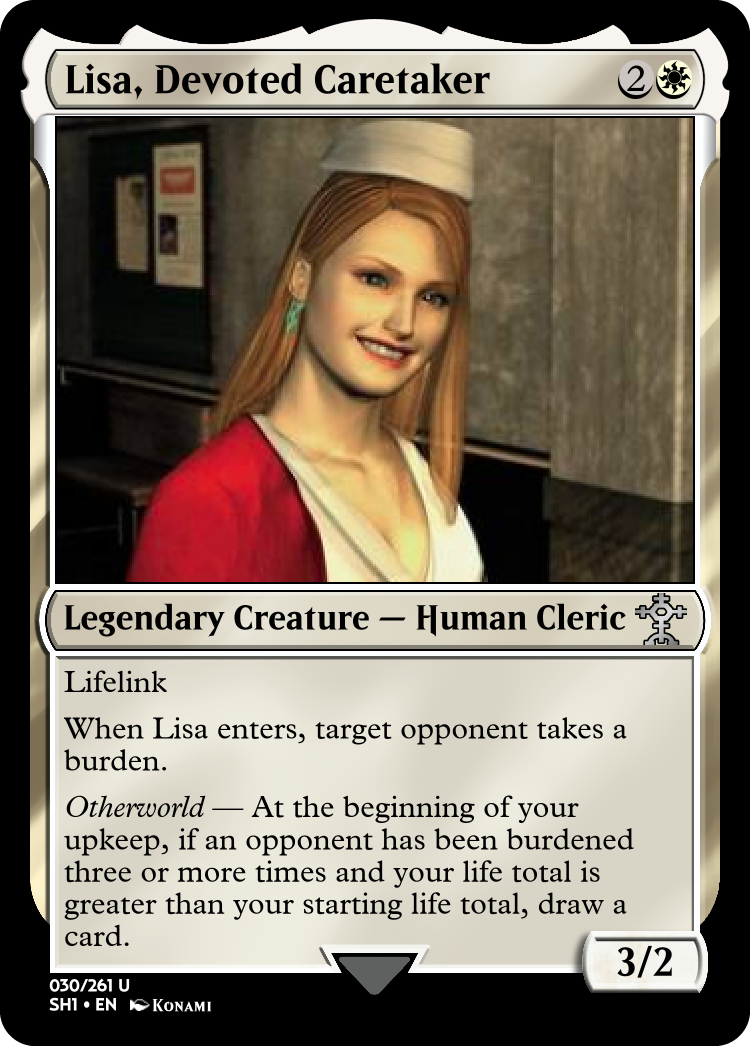 Lisa, Devoted Caretaker 2
Legendary Creature — Human Cleric
Lifelink
When Lisa enters, target opponent takes a
burden.
Otherworld — At the beginning of your
upkeep, if an opponent has been burdened
three or more times and your life total is
greater than your starting life total, draw a
card.
3/2
030/261 U
SH1 • EN KONAMI